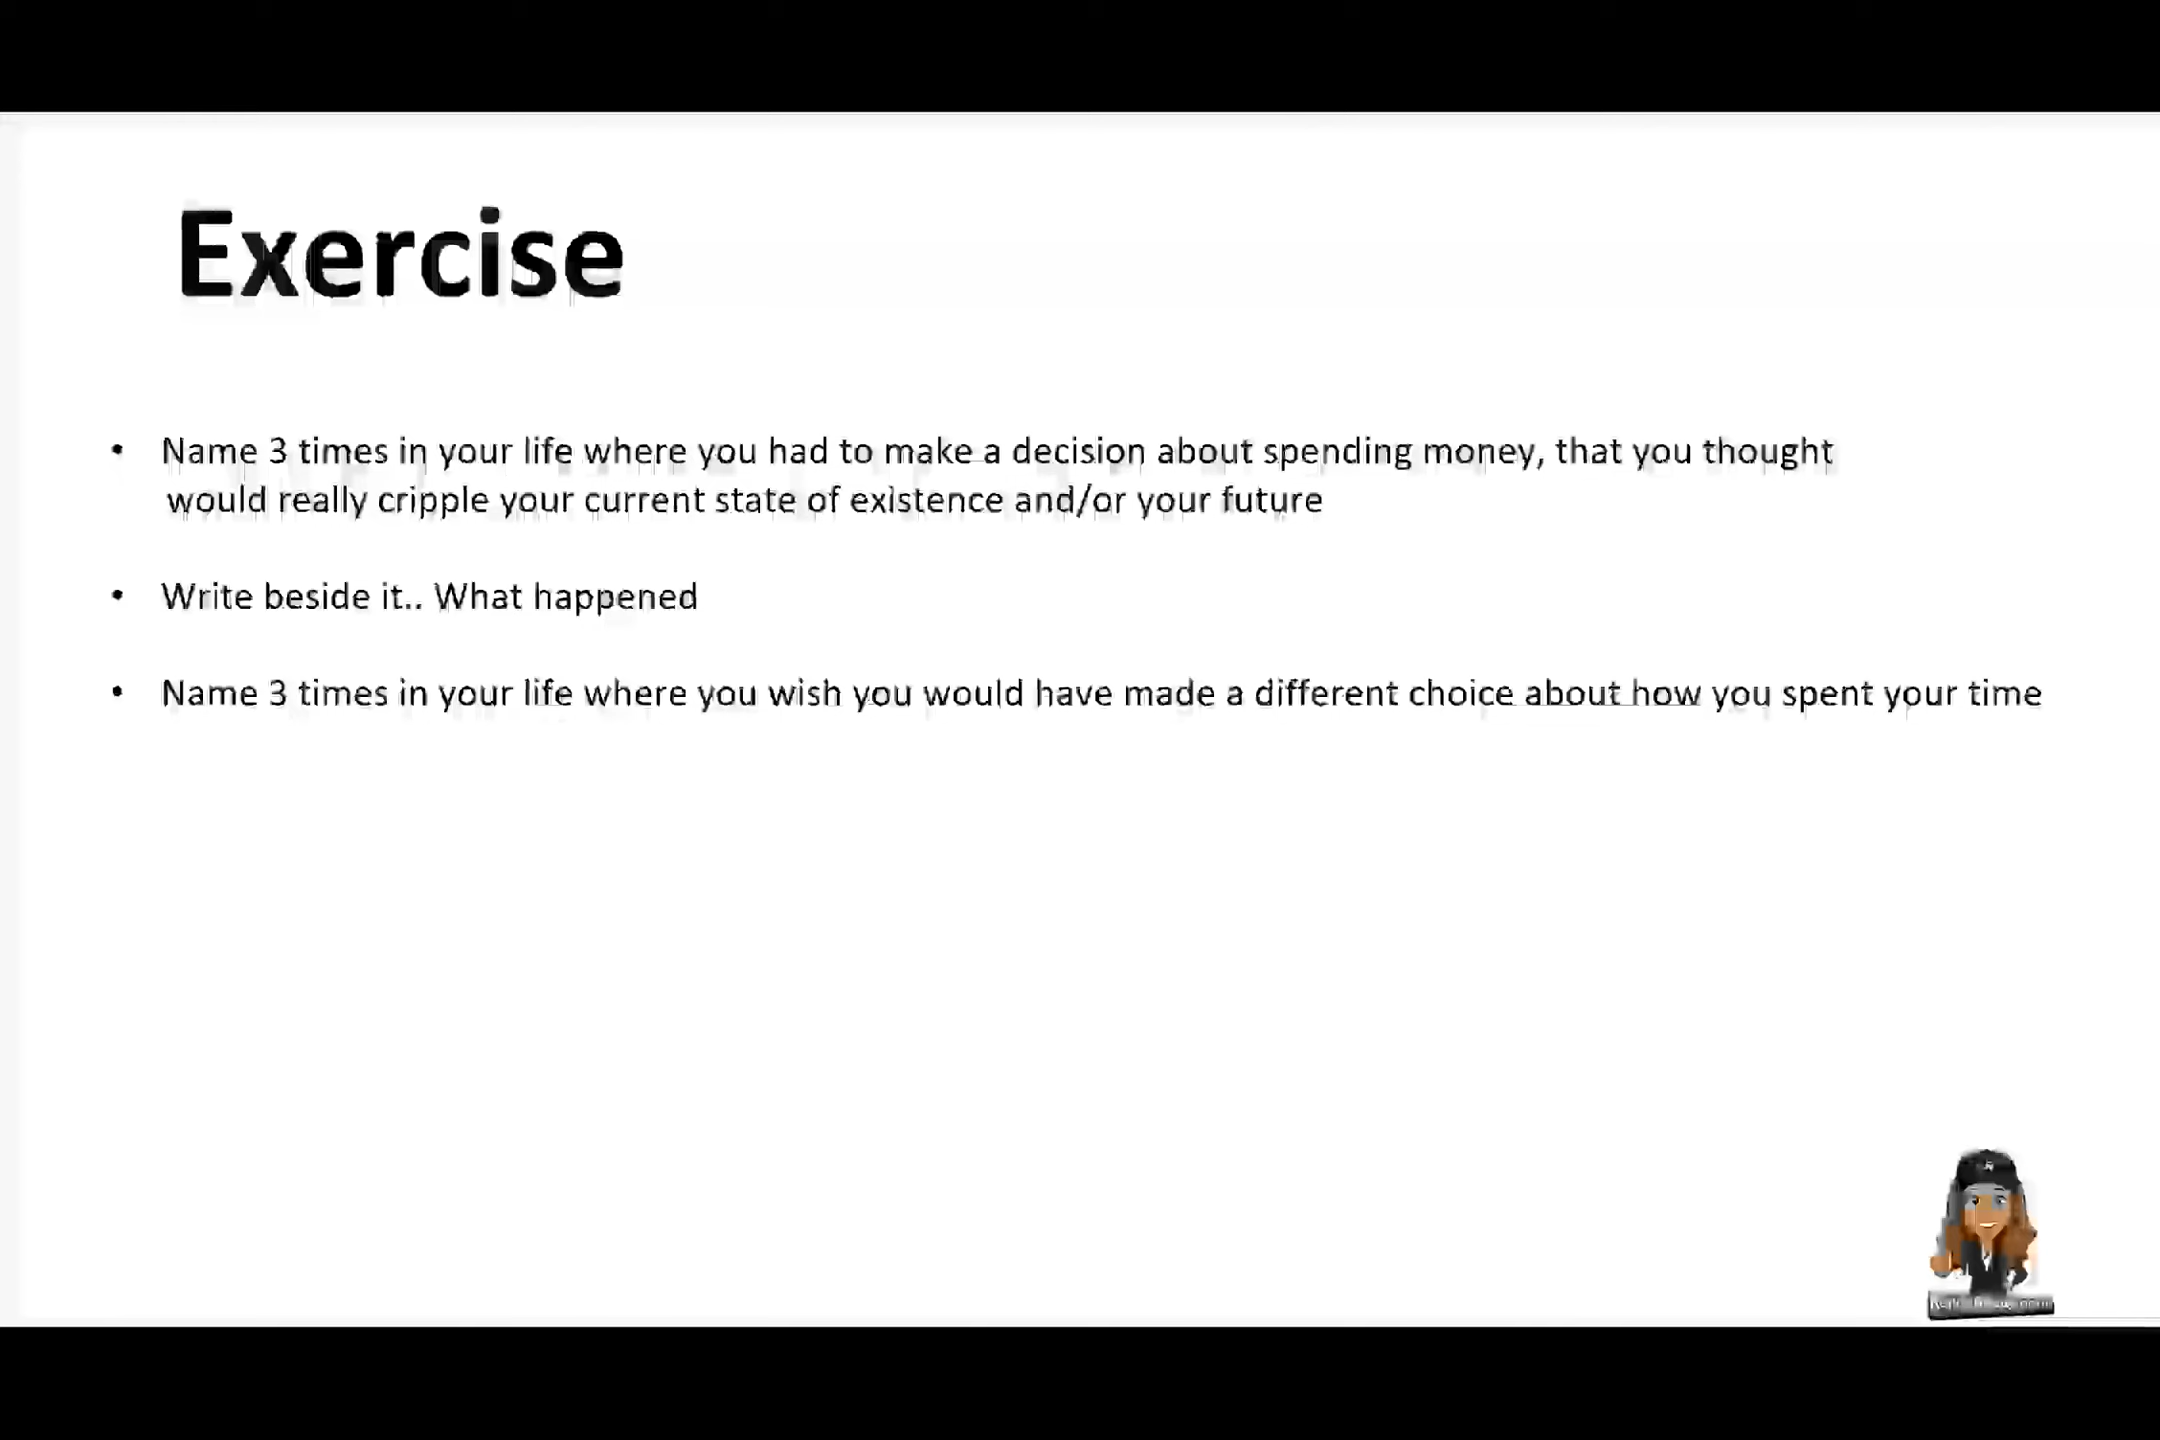 Exercise
• Name 3 times in your life where you had to make a decision about spending money, that you thought
would really cripple your current state of existence and/or your future
• Write beside it.. What happened
• Name 3 times in your life where you wish you would have made a different choice about how you spent your time